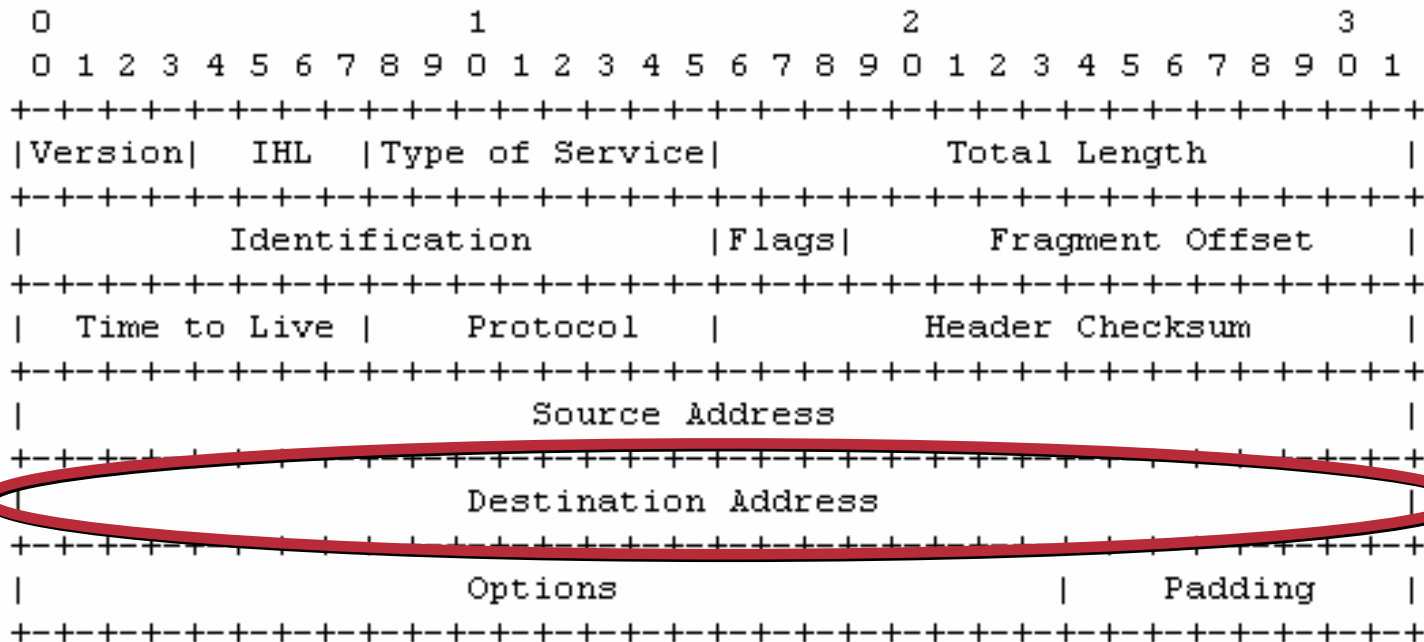 0                   1                   2                   3
 0 1 2 3 4 5 6 7 8 9 0 1 2 3 4 5 6 7 8 9 0 1 2 3 4 5 6 7 8 9 0 1
+-+-+-+-+-+-+-+-+-+-+-+-+-+-+-+-+-+-+-+-+-+-+-+-+-+-+-+-+-+-+-+-+
|Version|  IHL  |Type of Service|          Total Length         |
+-+-+-+-+-+-+-+-+-+-+-+-+-+-+-+-+-+-+-+-+-+-+-+-+-+-+-+-+-+-+-+-+
|         Identification        |Flags|      Fragment Offset    |
+-+-+-+-+-+-+-+-+-+-+-+-+-+-+-+-+-+-+-+-+-+-+-+-+-+-+-+-+-+-+-+-+
|  Time to Live |    Protocol   |         Header Checksum       |
+-+-+-+-+-+-+-+-+-+-+-+-+-+-+-+-+-+-+-+-+-+-+-+-+-+-+-+-+-+-+-+-+
|                       Source Address                          |
+-+-+-+-+-+-+-+-+-+-+-+-+-+-+-+-+-+-+-+-+-+-+-+-+-+-+-+-+-+-+-+-+
|                    Destination Address                        |
+-+-+-+-+-+-+-+-+-+-+-+-+-+-+-+-+-+-+-+-+-+-+-+-+-+-+-+-+-+-+-+-+
|                    Options                    |    Padding    |
+-+-+-+-+-+-+-+-+-+-+-+-+-+-+-+-+-+-+-+-+-+-+-+-+-+-+-+-+-+-+-+-+